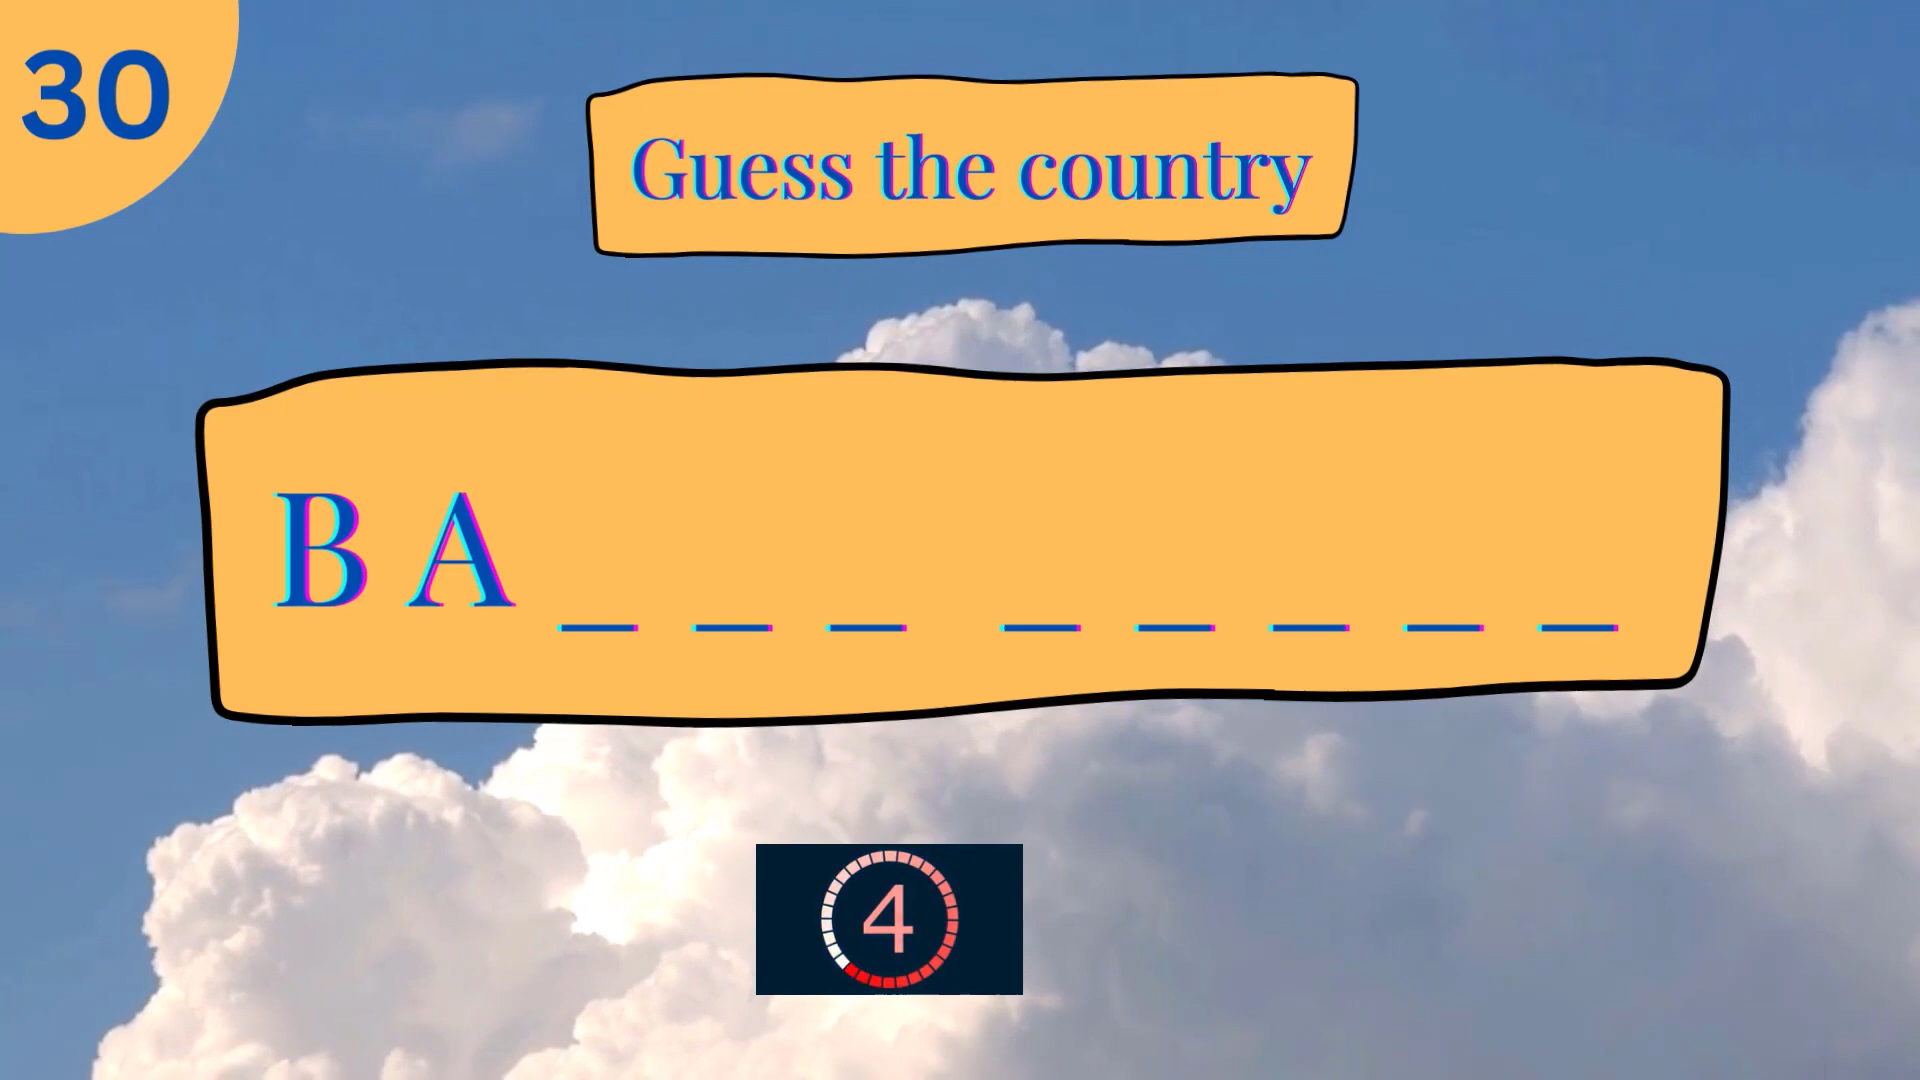 30
Guess the country
B A _ _ _ _ _ _ _ _
4